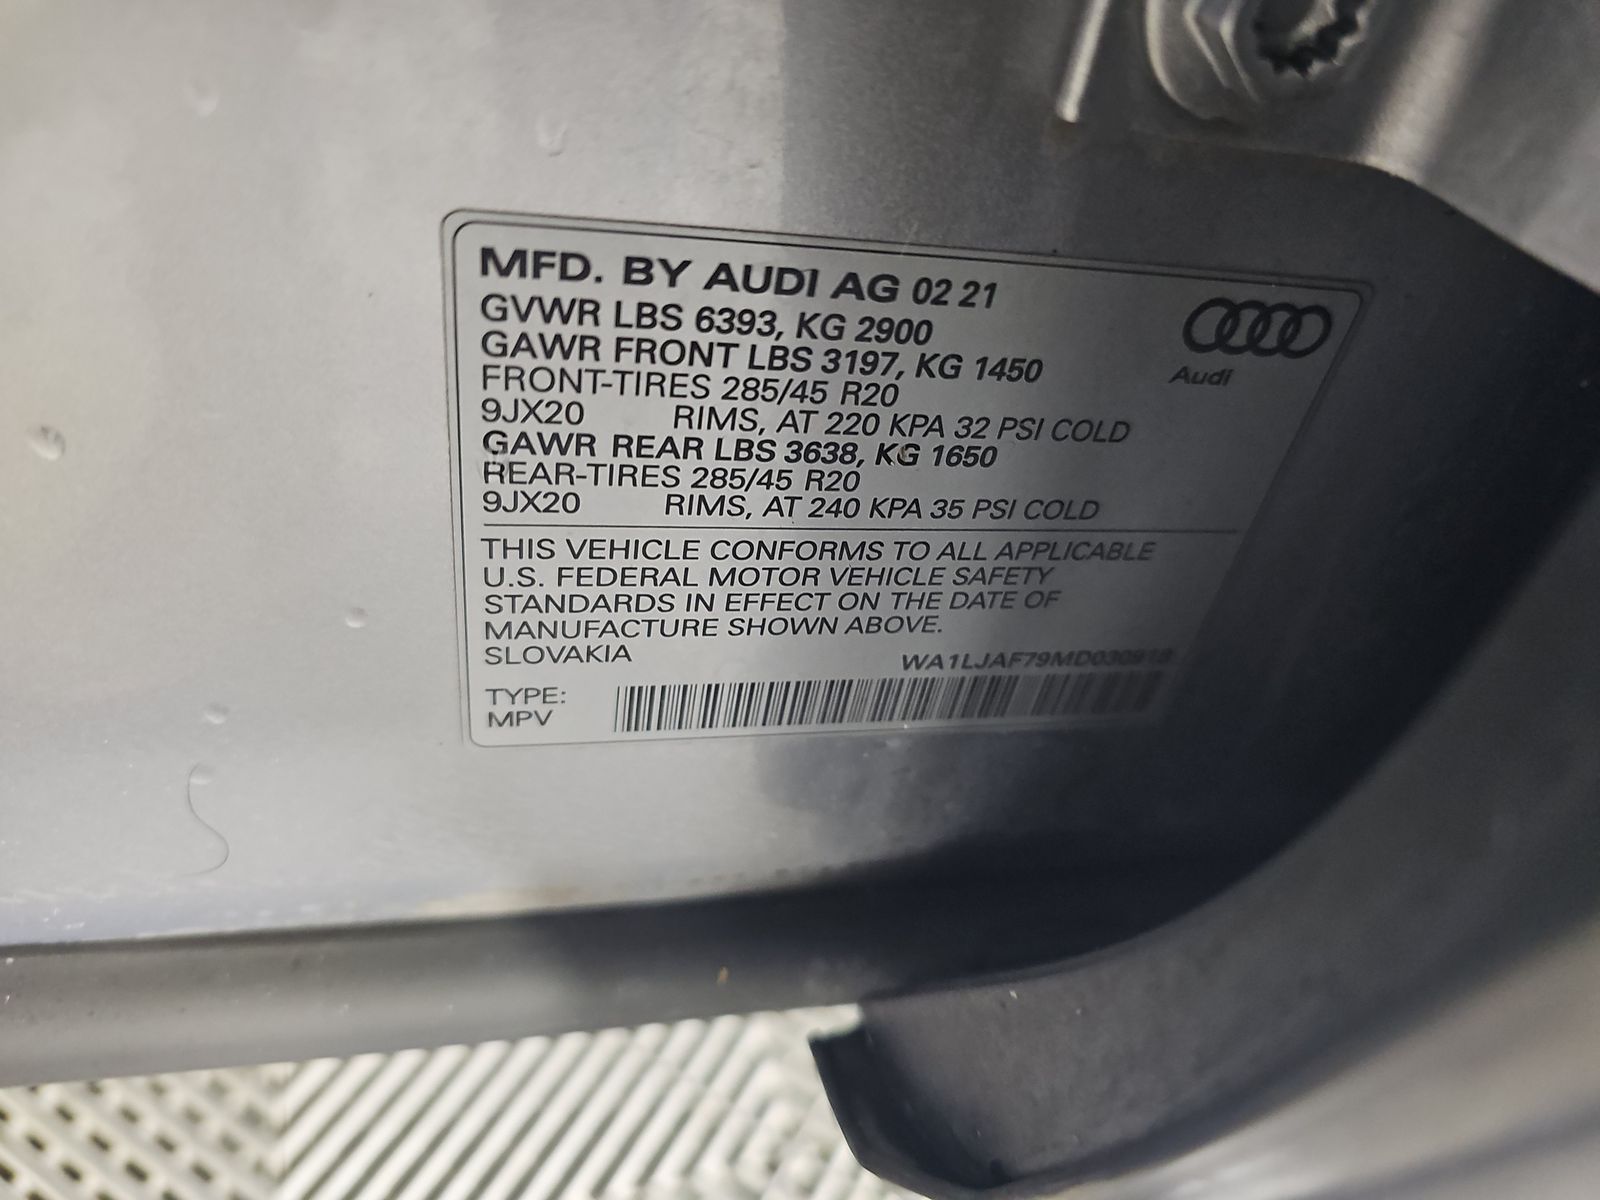 MFD. BY AUDI AG 02 21
GVWR LBS 6393, KG 2900
GAWR FRONT LBS 3197, KG 1450
FRONT-TIRES 285/45 R20
9JX20 RIMS, AT 220 KPA 32 PSI COLD
GAWR REAR LBS 3638, KG 1650
REAR-TIRES 285/45 R20
9JX20 RIMS, AT 240 KPA 35 PSI COLD
Audi
THIS VEHICLE CONFORMS TO ALL APPLICABLE
U.S. FEDERAL MOTOR VEHICLE SAFETY
STANDARDS IN EFFECT ON THE DATE OF
MANUFACTURE SHOWN ABOVE.
SLOVAKIA
TYPE:
MPV